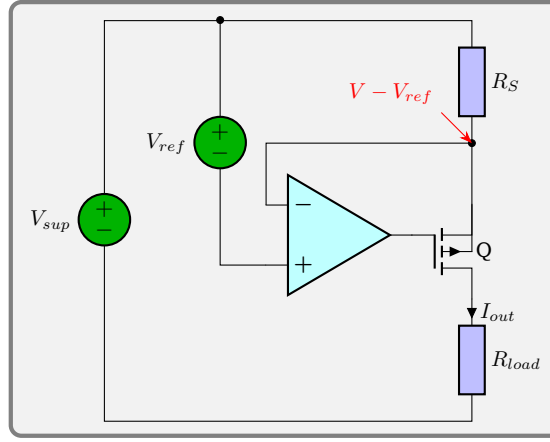 R_S
V − V_ref
V_ref
+
−
V_sup
+
−
−
+
Q
I_out
R_load